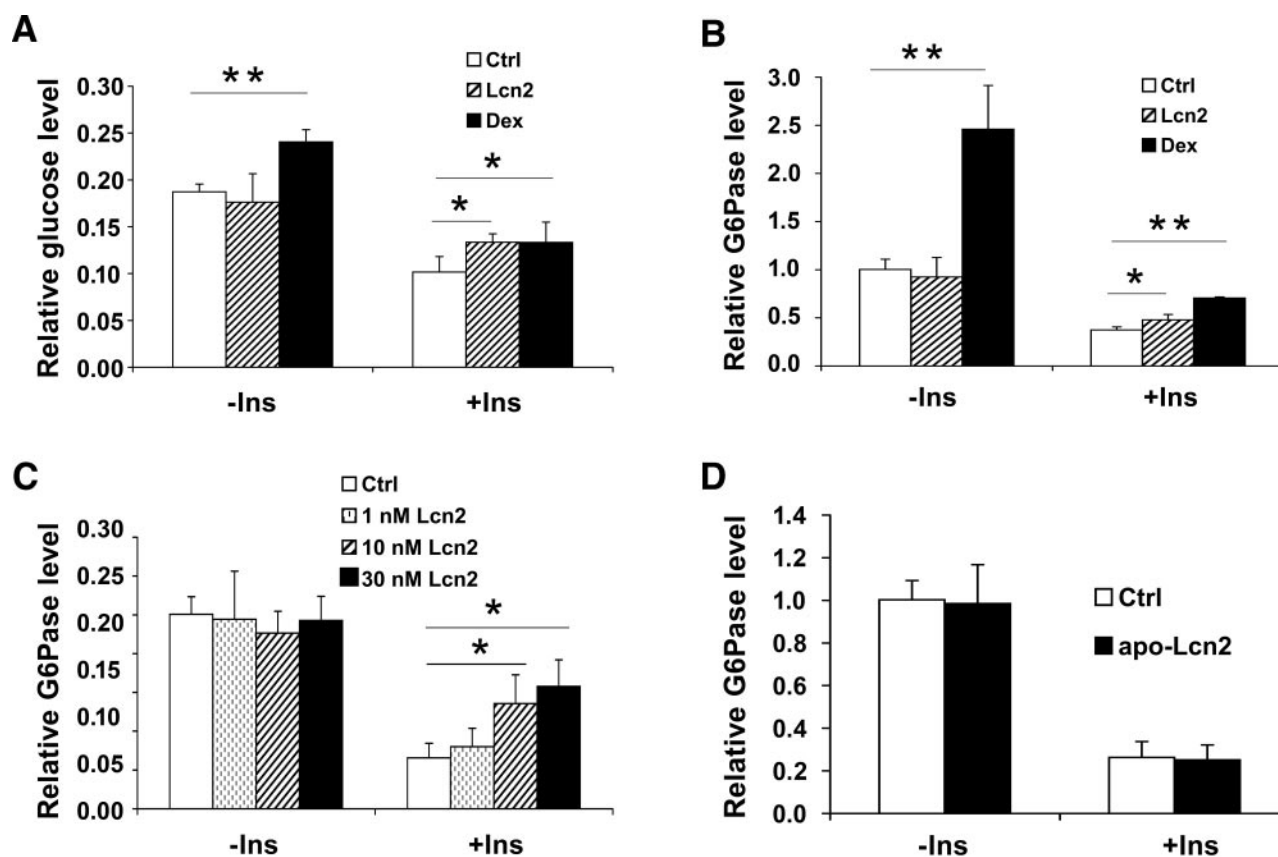 A
Relative glucose level
0.30
0.25
0.20
0.15
0.10
0.05
0.00
Ctrl
Lcn2
Dex
**
*
*
-Ins
+Ins
B
Relative G6Pase level
3.0
2.5
2.0
1.5
1.0
0.5
0.0
Ctrl
Lcn2
Dex
**
**
*
-Ins
+Ins
C
Relative G6Pase level
0.30
0.25
0.20
0.15
0.10
0.05
0.00
Ctrl
1 nM Lcn2
10 nM Lcn2
30 nM Lcn2
*
*
-Ins
+Ins
D
Relative G6Pase level
1.4
1.2
1.0
0.8
0.6
0.4
0.2
0.0
Ctrl
apo-Lcn2
-Ins
+Ins